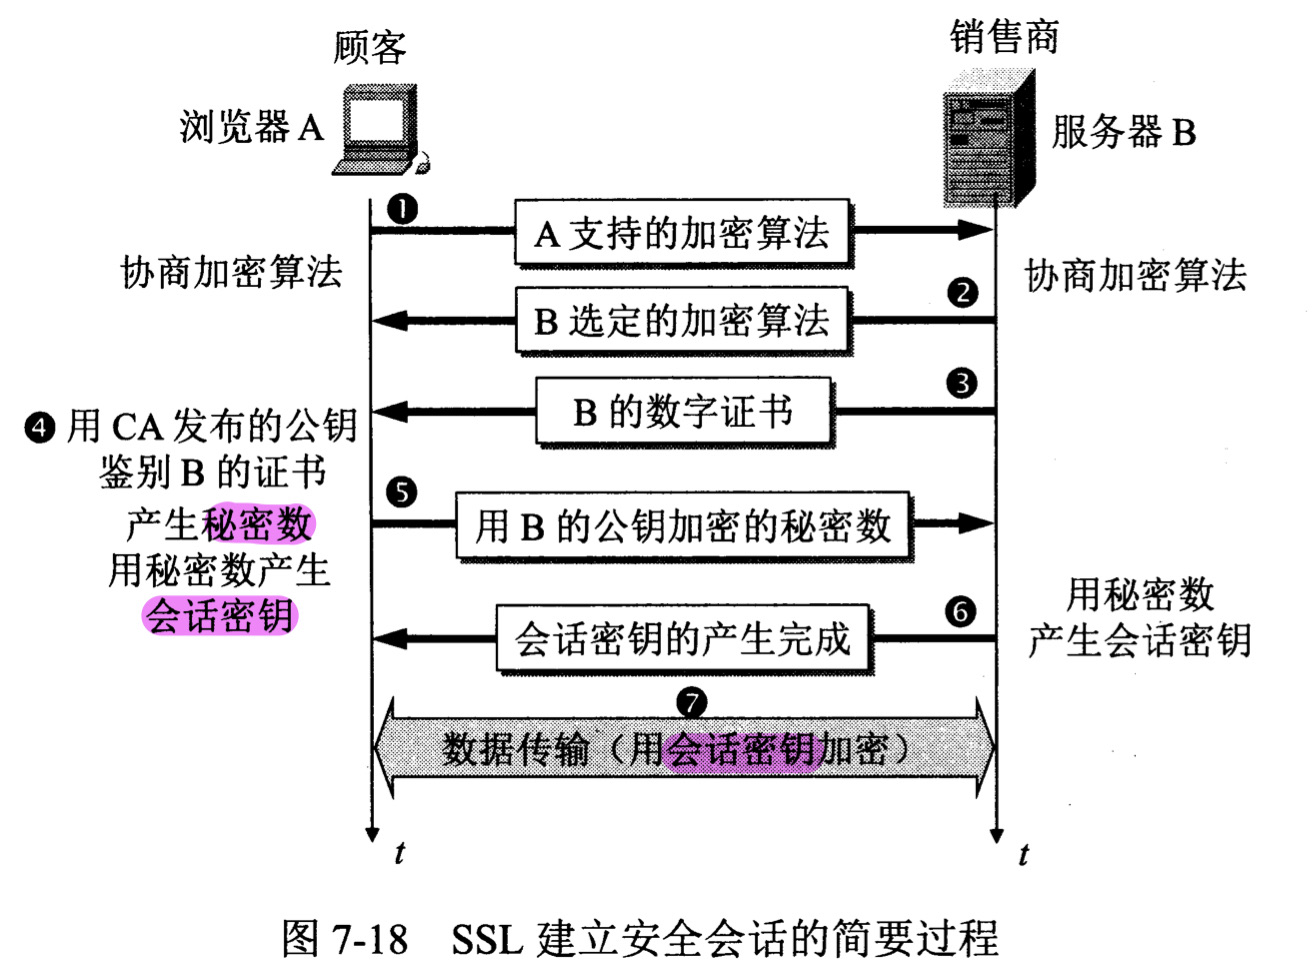 顾客
销售商
浏览器 A
服务器 B
❶
A 支持的加密算法
协商加密算法
协商加密算法
❷
B 选定的加密算法
❸
B 的数字证书
❹ 用 CA 发布的公钥
鉴别 B 的证书
产生秘密数
用秘密数产生
会话密钥
❺
用 B 的公钥加密的秘密数
❻
会话密钥的产生完成
用秘密数
产生会话密钥
❼
数据传输（用会话密钥加密）
t
t
图 7-18 SSL 建立安全会话的简要过程